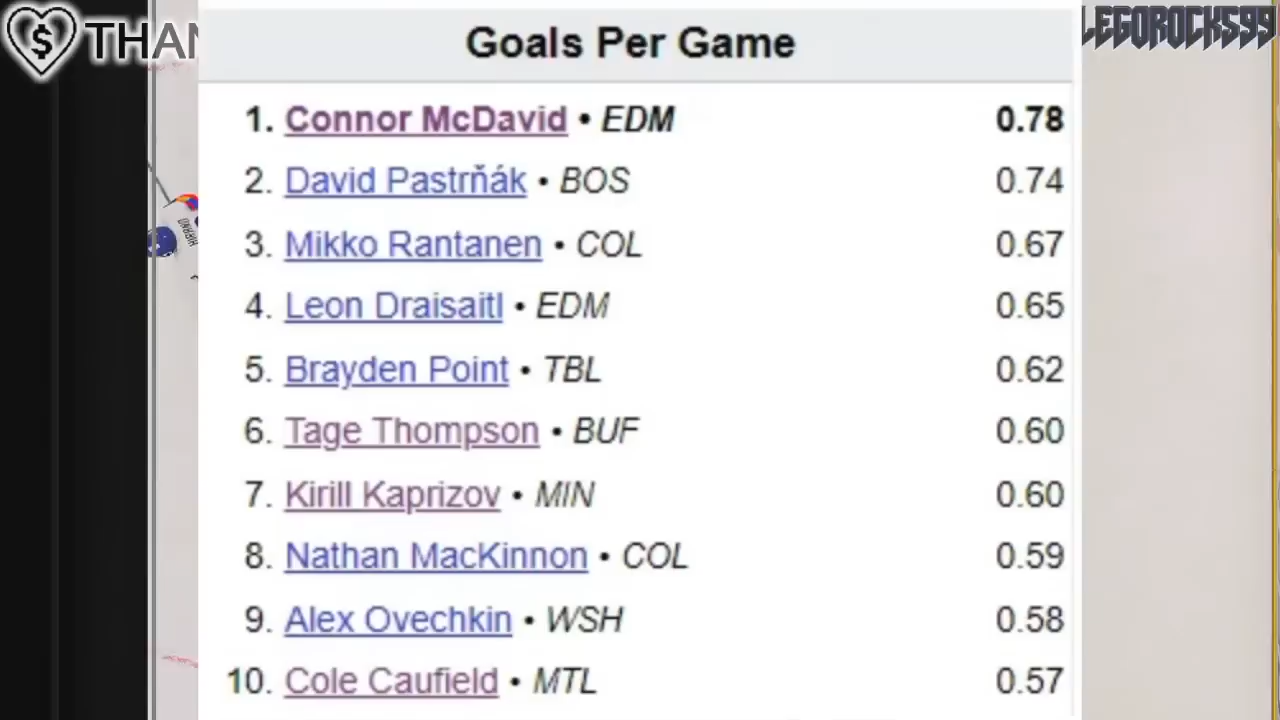 THAN
LEGOROCKS99
Goals Per Game
1. Connor McDavid • EDM 0.78
2. David Pastrňák • BOS 0.74
3. Mikko Rantanen • COL 0.67
4. Leon Draisaitl • EDM 0.65
5. Brayden Point • TBL 0.62
6. Tage Thompson • BUF 0.60
7. Kirill Kaprizov • MIN 0.60
8. Nathan MacKinnon • COL 0.59
9. Alex Ovechkin • WSH 0.58
10. Cole Caufield • MTL 0.57